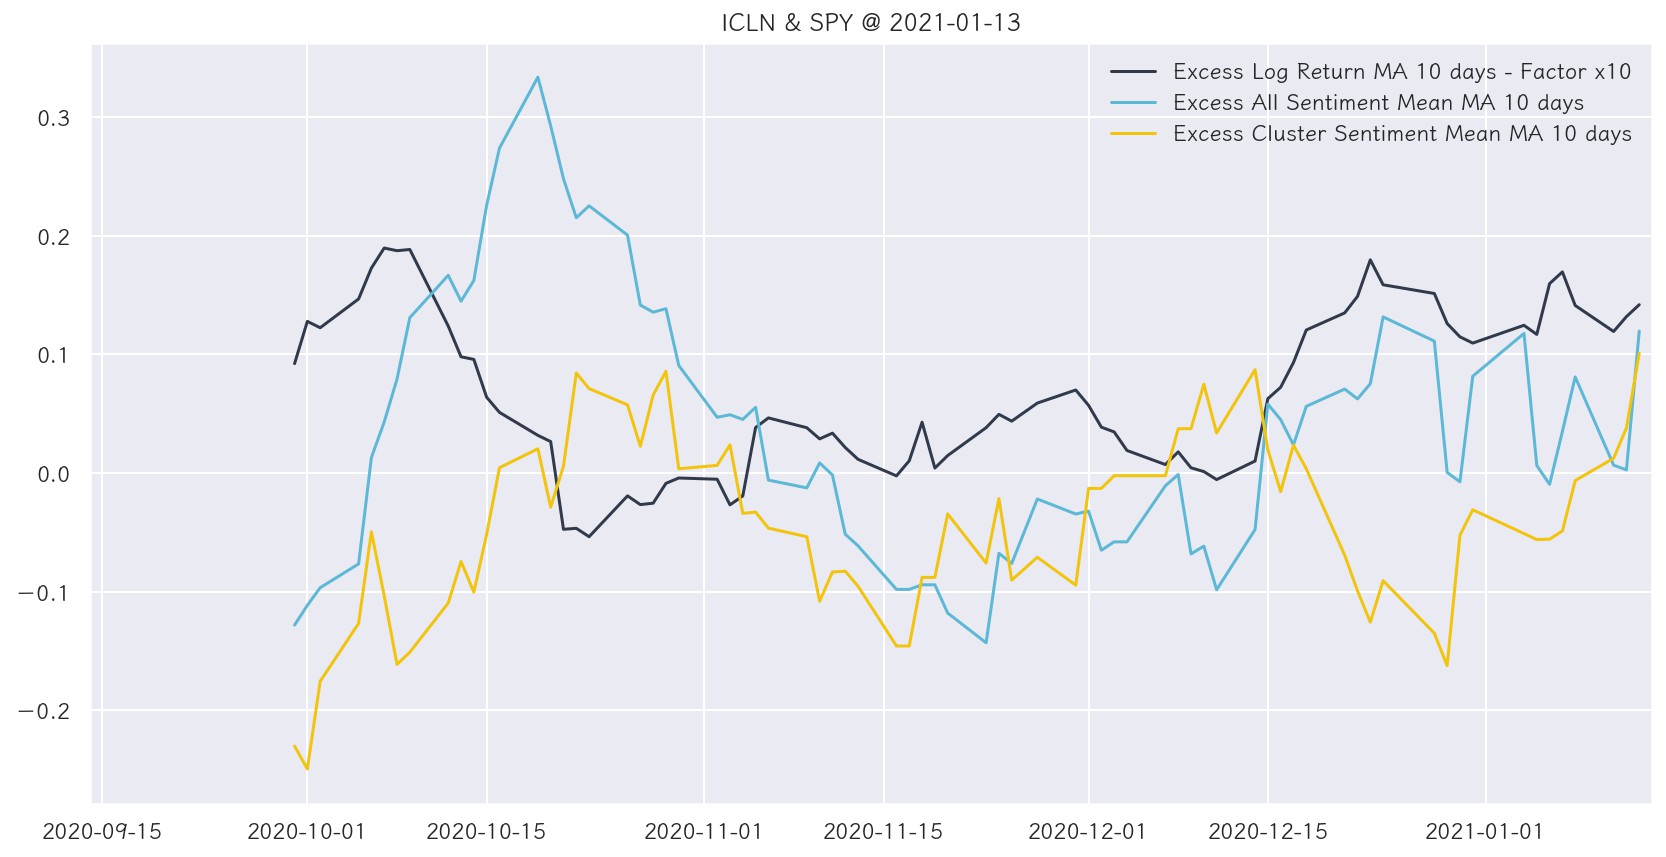 ICLN & SPY @ 2021-01-13
Excess Log Return MA 10 days - Factor x10
Excess All Sentiment Mean MA 10 days
Excess Cluster Sentiment Mean MA 10 days
0.3
0.2
0.1
0.0
−0.1
−0.2
2020-09-15 2020-10-01 2020-10-15 2020-11-01 2020-11-15 2020-12-01 2020-12-15 2021-01-01